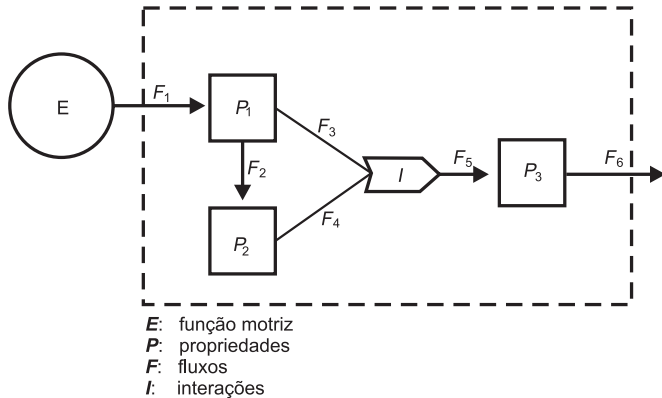 E
F1
P1
F2
P2
F3
F4
I
F5
P3
F6
E: função motriz
P: propriedades
F: fluxos
I: interações